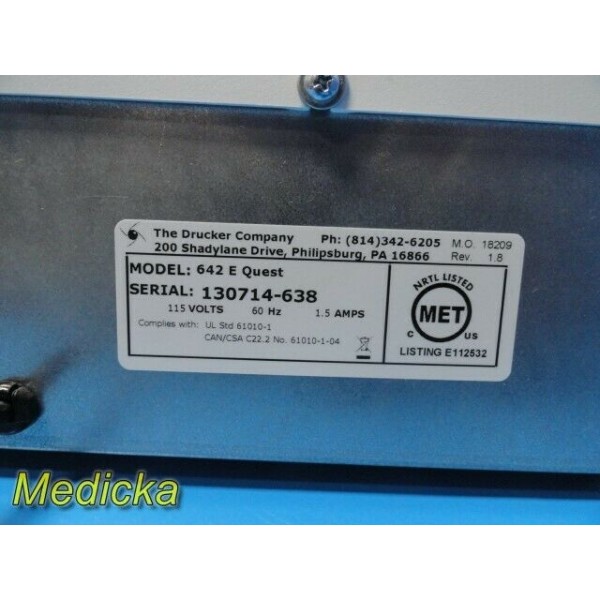 The Drucker Company Ph: (814)342-6205 M.O. 18209
200 Shadylane Drive, Philipsburg, PA 16866 Rev. 1.8
MODEL: 642 E Quest
SERIAL: 130714-638
115 VOLTS 60 Hz 1.5 AMPS
Complies with: UL Std 61010-1
CAN/CSA C22.2 No. 61010-1-04
NRTL LISTED
MET
C US
LISTING E112532
Medicka